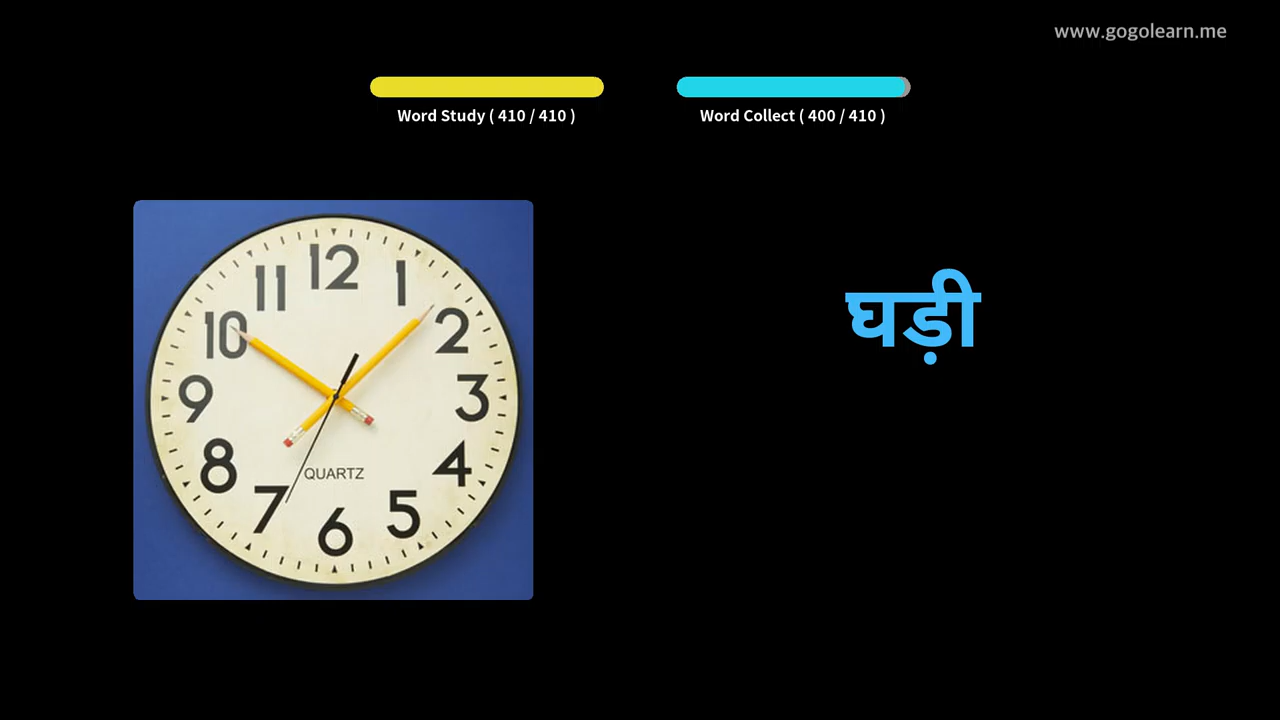 www.gogolearn.me
Word Study ( 410 / 410 )
Word Collect ( 400 / 410 )
12
11
1
10
2
9
3
8
4
QUARTZ
7
5
6
घड़ी